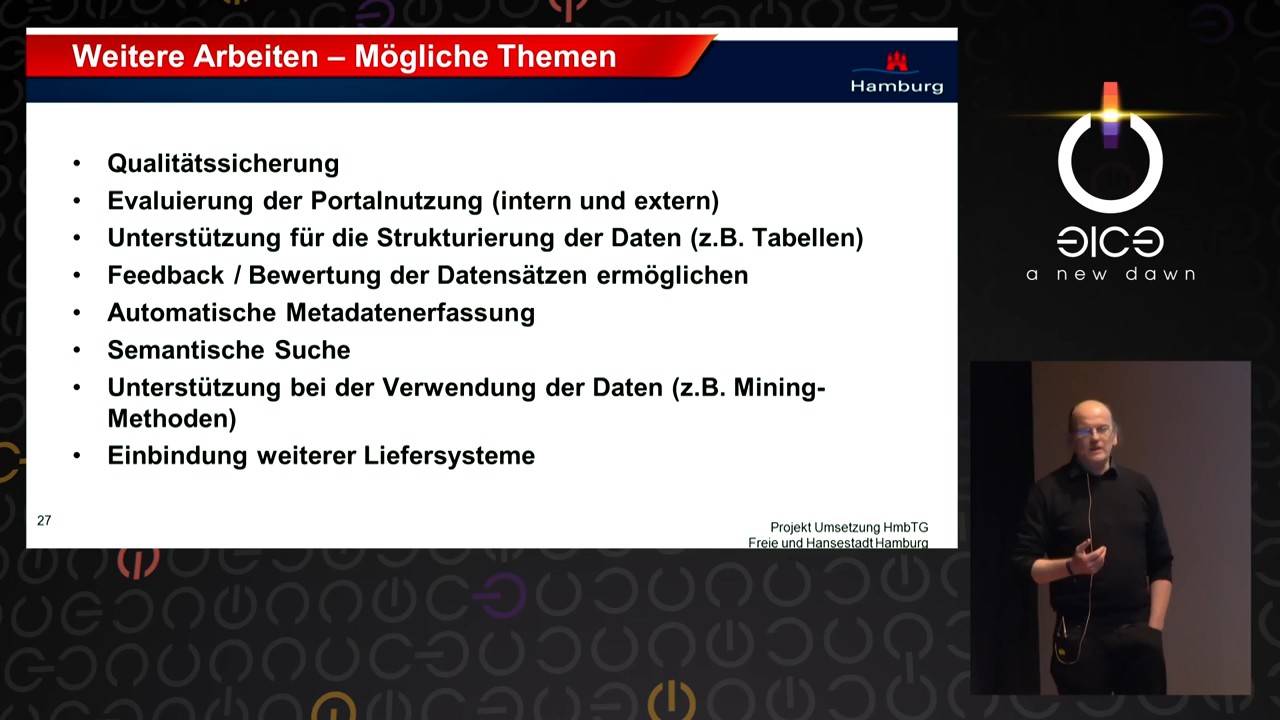 Weitere Arbeiten – Mögliche Themen
Hamburg
• Qualitätssicherung
• Evaluierung der Portalnutzung (intern und extern)
• Unterstützung für die Strukturierung der Daten (z.B. Tabellen)
• Feedback / Bewertung der Datensätzen ermöglichen
• Automatische Metadatenerfassung
• Semantische Suche
• Unterstützung bei der Verwendung der Daten (z.B. Mining-
Methoden)
• Einbindung weiterer Liefersysteme
27
Projekt Umsetzung HmbTG
Freie und Hansestadt Hamburg
a new dawn